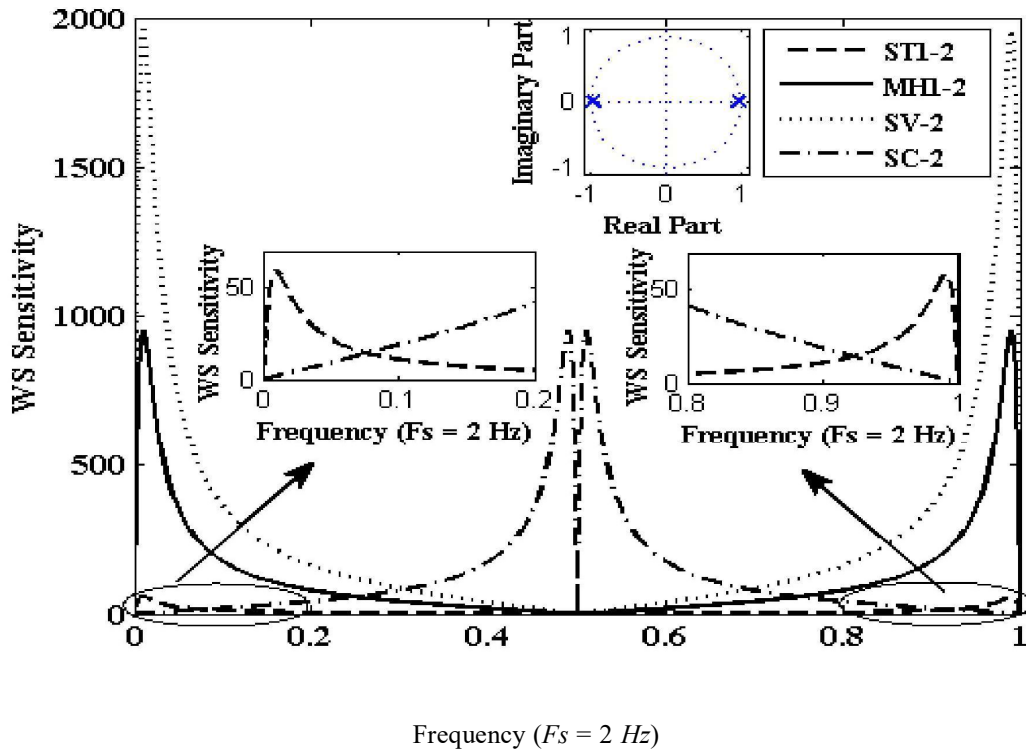 2000
1500
1000
500
0
WS Sensitivity
0
0.2
0.4
0.6
0.8
1
Imaginary Part
1
0
-1
-1
0
1
Real Part
ST1-2
MH1-2
SV-2
SC-2
WS Sensitivity
50
0
0
0.1
0.2
Frequency (Fs = 2 Hz)
WS Sensitivity
50
0
0.8
0.9
1
Frequency (Fs = 2 Hz)
Frequency (Fs = 2 Hz)